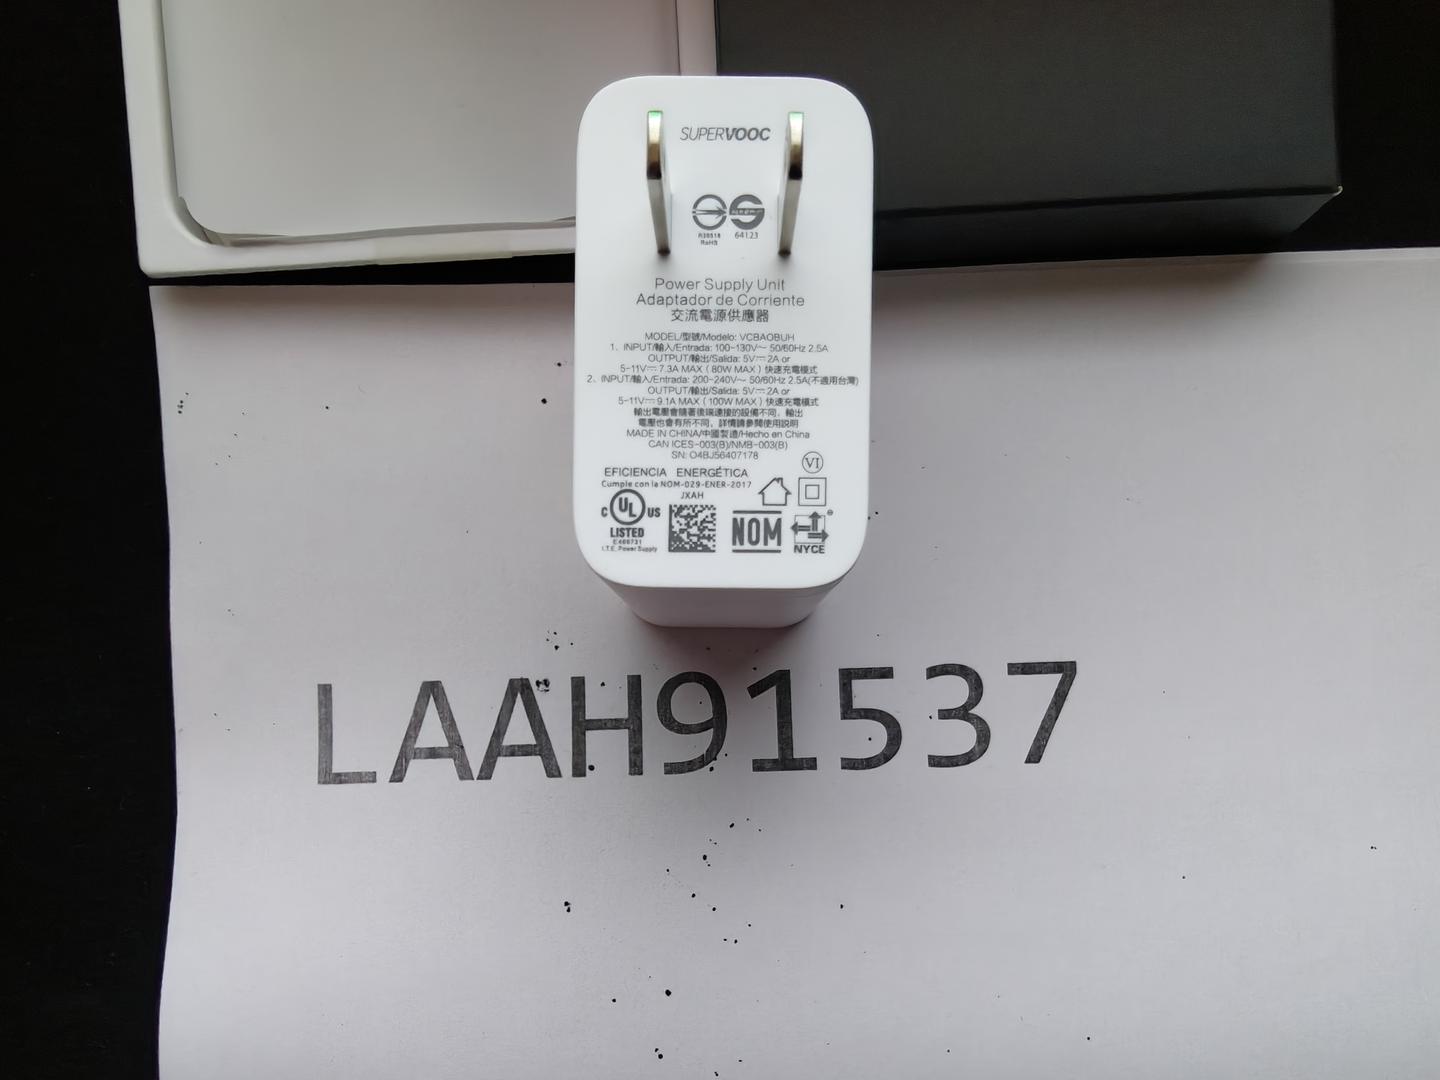 SUPERVOOC
R38518
RoHS
64123
Power Supply Unit
Adaptador de Corriente
交流電源供應器
MODEL/型號/Modelo: VCBAOBUH
1、INPUT/輸入/Entrada: 100-130V~ 50/60Hz 2.5A
OUTPUT/輸出/Salida: 5V⎓2A or
5-11V⎓7.3A MAX（80W MAX）快速充電模式
2、INPUT/輸入/Entrada: 200-240V~ 50/60Hz 2.5A(不適用台灣)
OUTPUT/輸出/Salida: 5V⎓2A or
5-11V⎓9.1A MAX（100W MAX）快速充電模式
輸出電壓會隨著後端連接的設備不同，輸出
電壓也會有所不同，詳情請參閱使用說明
MADE IN CHINA/中國製造/Hecho en China
CAN ICES-003(B)/NMB-003(B)
SN: O4BJ56407178
VI
EFICIENCIA ENERGÉTICA
Cumple con la NOM-029-ENER-2017
JXAH
C UL US
LISTED
E466731
I.T.E. Power Supply
NOM
NYCE
LAAH91537